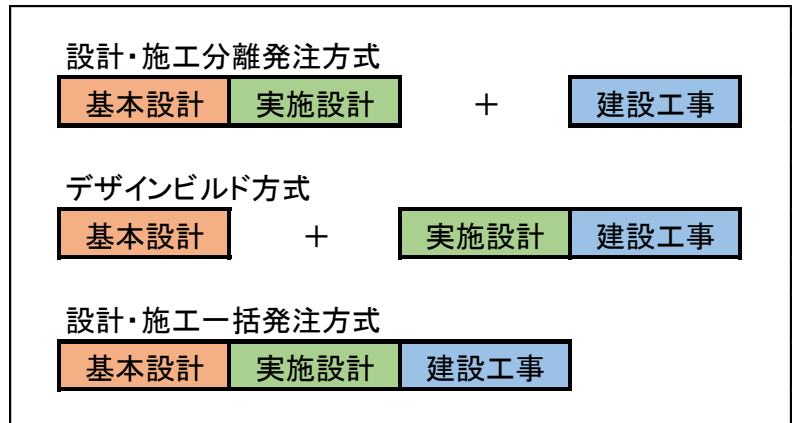 設計・施工分離発注方式
基本設計 実施設計 ＋ 建設工事
デザインビルド方式
基本設計 ＋ 実施設計 建設工事
設計・施工一括発注方式
基本設計 実施設計 建設工事